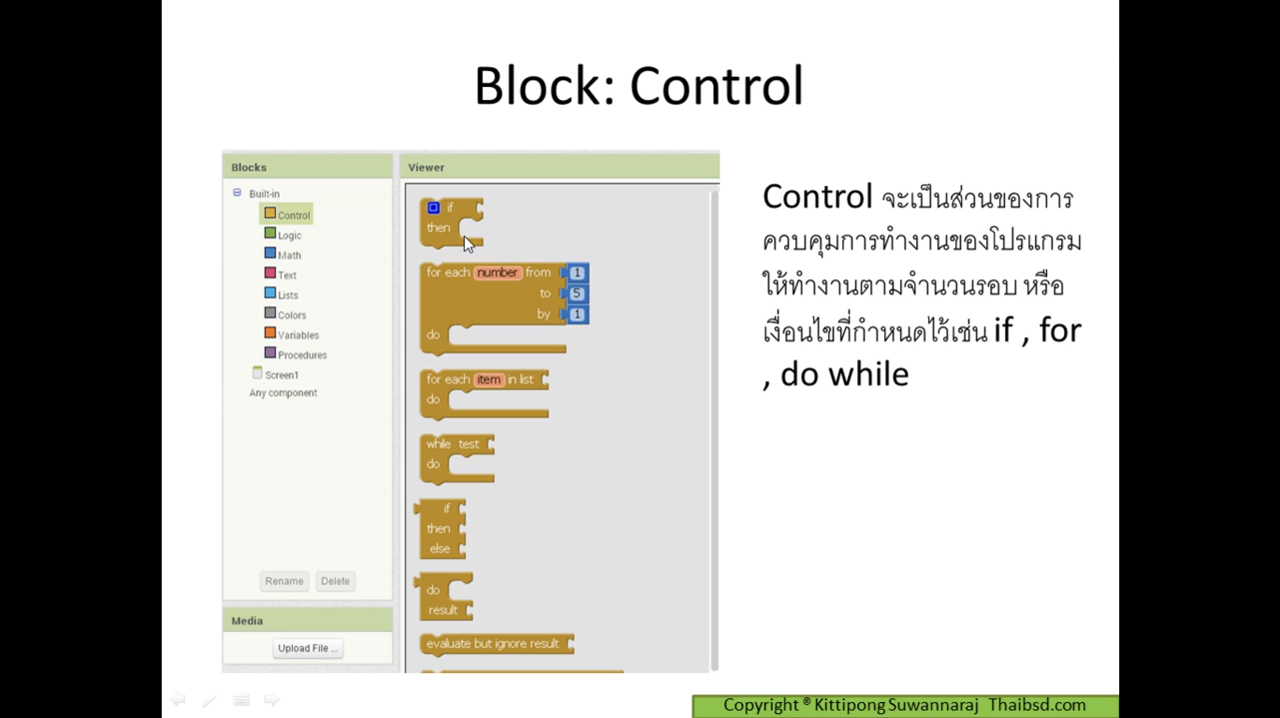 Block: Control
Blocks
Built-in
Control
Logic
Math
Text
Lists
Colors
Variables
Procedures
Screen1
Any component
Rename Delete
Media
Upload File ...
Viewer
if
then
for each number from 1
to 5
by 1
do
for each item in list
do
while test
do
if
then
else
do
result
evaluate but ignore result
Control จะเป็นส่วนของการ
ควบคุมการทำงานของโปรแกรม
ให้ทำงานตามจำนวนรอบ หรือ
เงื่อนไขที่กำหนดไว้เช่น if , for
, do while
Copyright ® Kittipong Suwannaraj Thaibsd.com